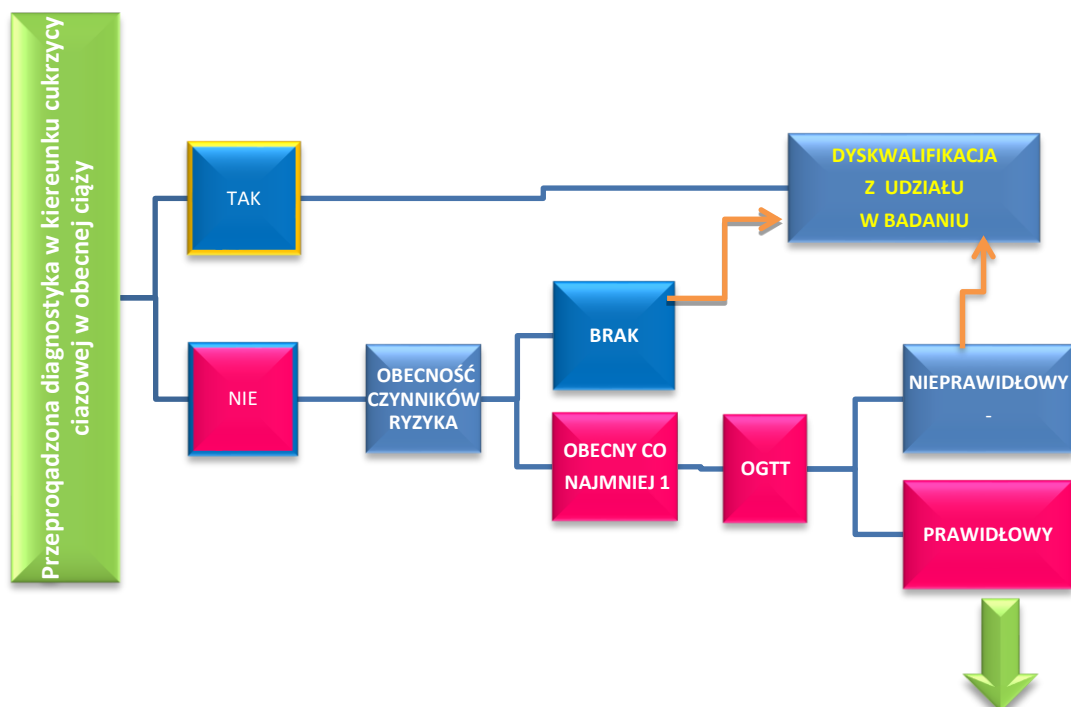 Przeproqadzona diagnostyka w kiereunku cukrzycy
ciazowej w obecnej ciąży
TAK
DYSKWALIFIKACJA
Z UDZIAŁU
W BADANIU
NIE
OBECNOŚĆ
CZYNNIKÓW
RYZYKA
BRAK
OBECNY CO
NAJMNIEJ 1
OGTT
NIEPRAWIDŁOWY
-
PRAWIDŁOWY